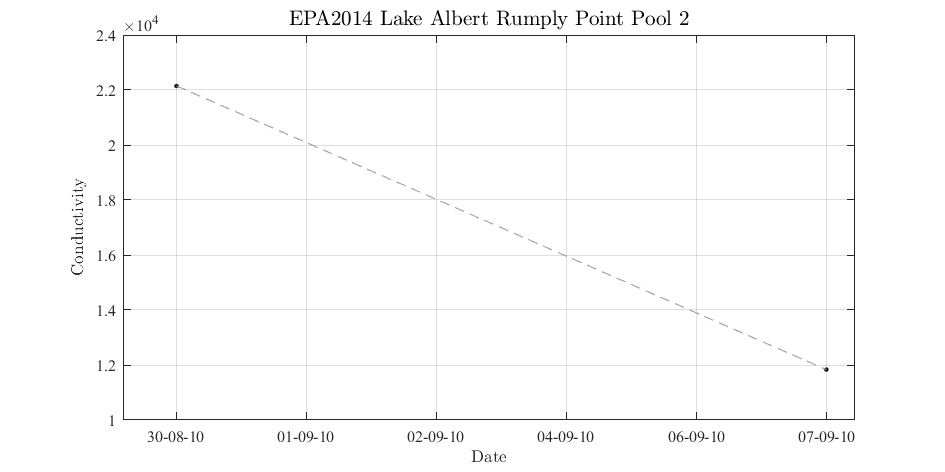 EPA2014 Lake Albert Rumply Point Pool 2
×10⁴
2.4
2.2
2
1.8
1.6
1.4
1.2
1
Conductivity
30-08-10 01-09-10 02-09-10 04-09-10 06-09-10 07-09-10
Date